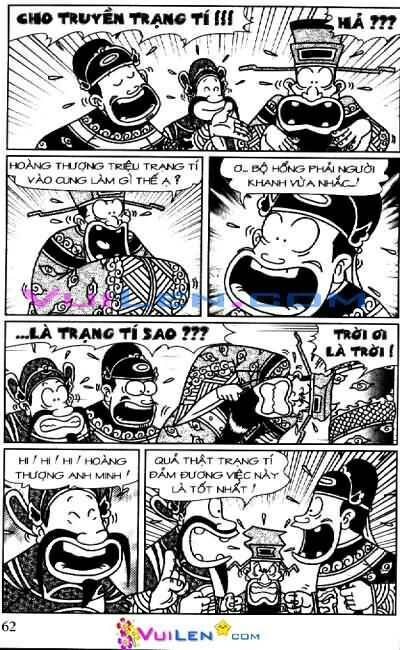 CHO TRUYỀN TRẠNG TÍ !!!
HẢ ???
HOÀNG THƯỢNG TRIỆU TRẠNG TÍ
VÀO CUNG LÀM GÌ THẾ Ạ ?
Ơ... BỘ HỔNG PHẢI NGƯỜI
KHANH VỪA NHẮC...!
VUILEN.COM
...LÀ TRẠNG TÍ SAO ???
TRỜI ƠI
LÀ TRỜI !
HI ! HI ! HI ! HOÀNG
THƯỢNG ANH MINH !
QUẢ THẬT TRẠNG TÍ
ĐẢM ĐƯƠNG VIỆC NÀY
LÀ TỐT NHẤT !
62
VUILEN.COM